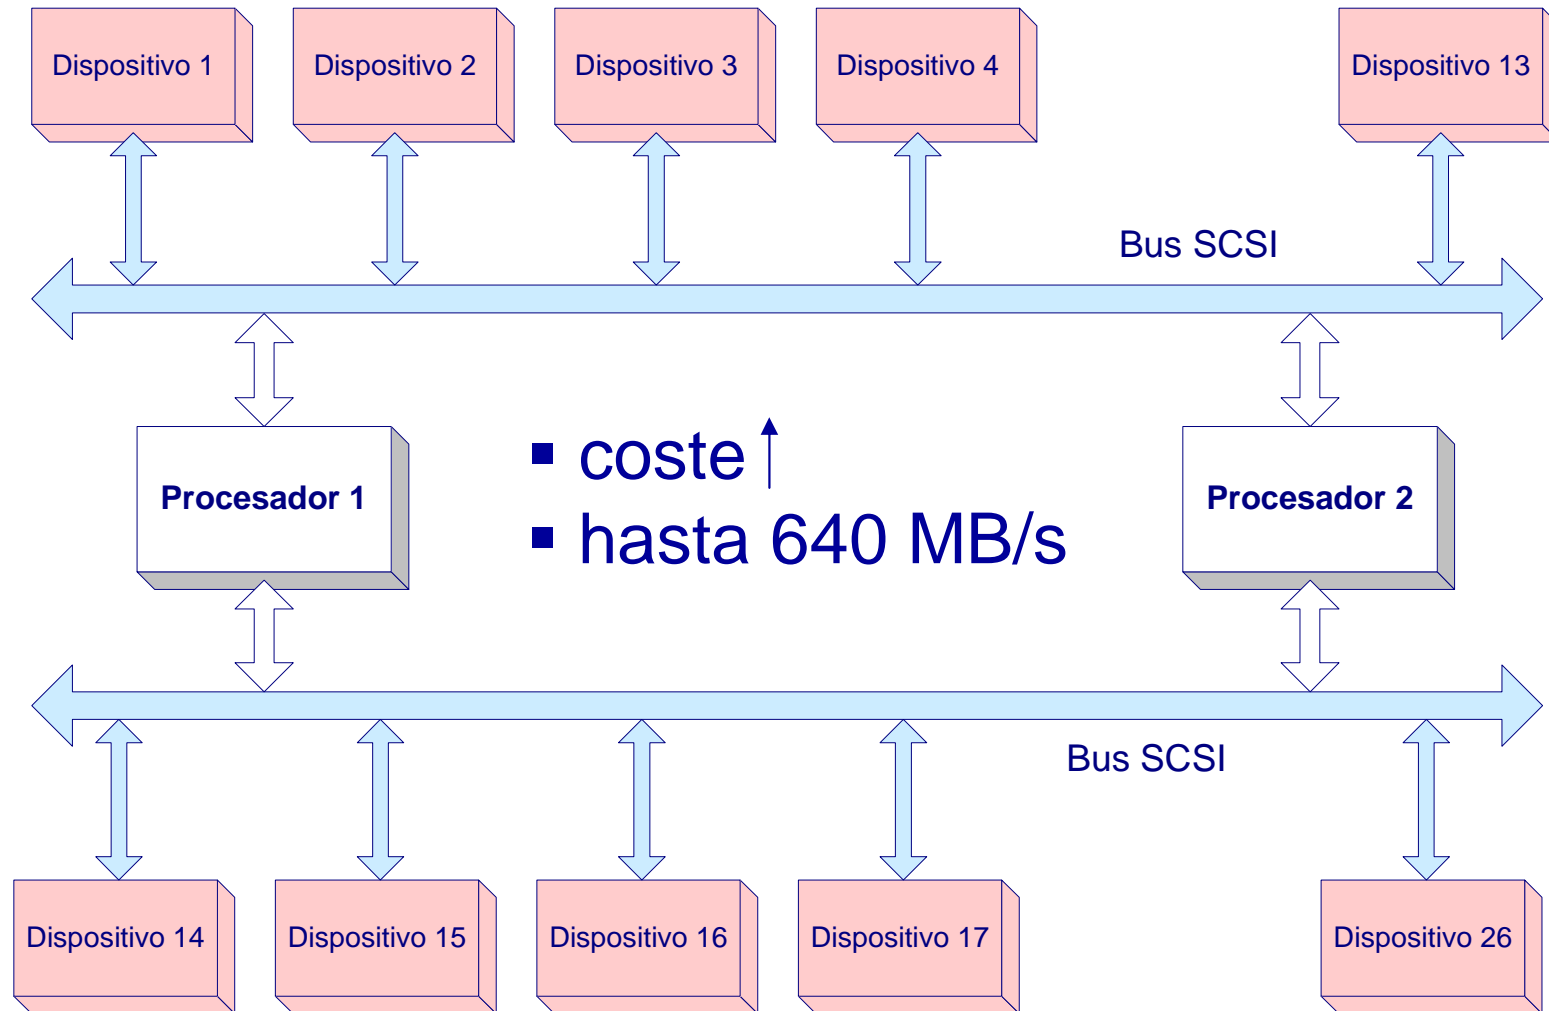 Dispositivo 1
Dispositivo 2
Dispositivo 3
Dispositivo 4
Dispositivo 13
Bus SCSI
Procesador 1
▪ coste ↑
▪ hasta 640 MB/s
Procesador 2
Bus SCSI
Dispositivo 14
Dispositivo 15
Dispositivo 16
Dispositivo 17
Dispositivo 26